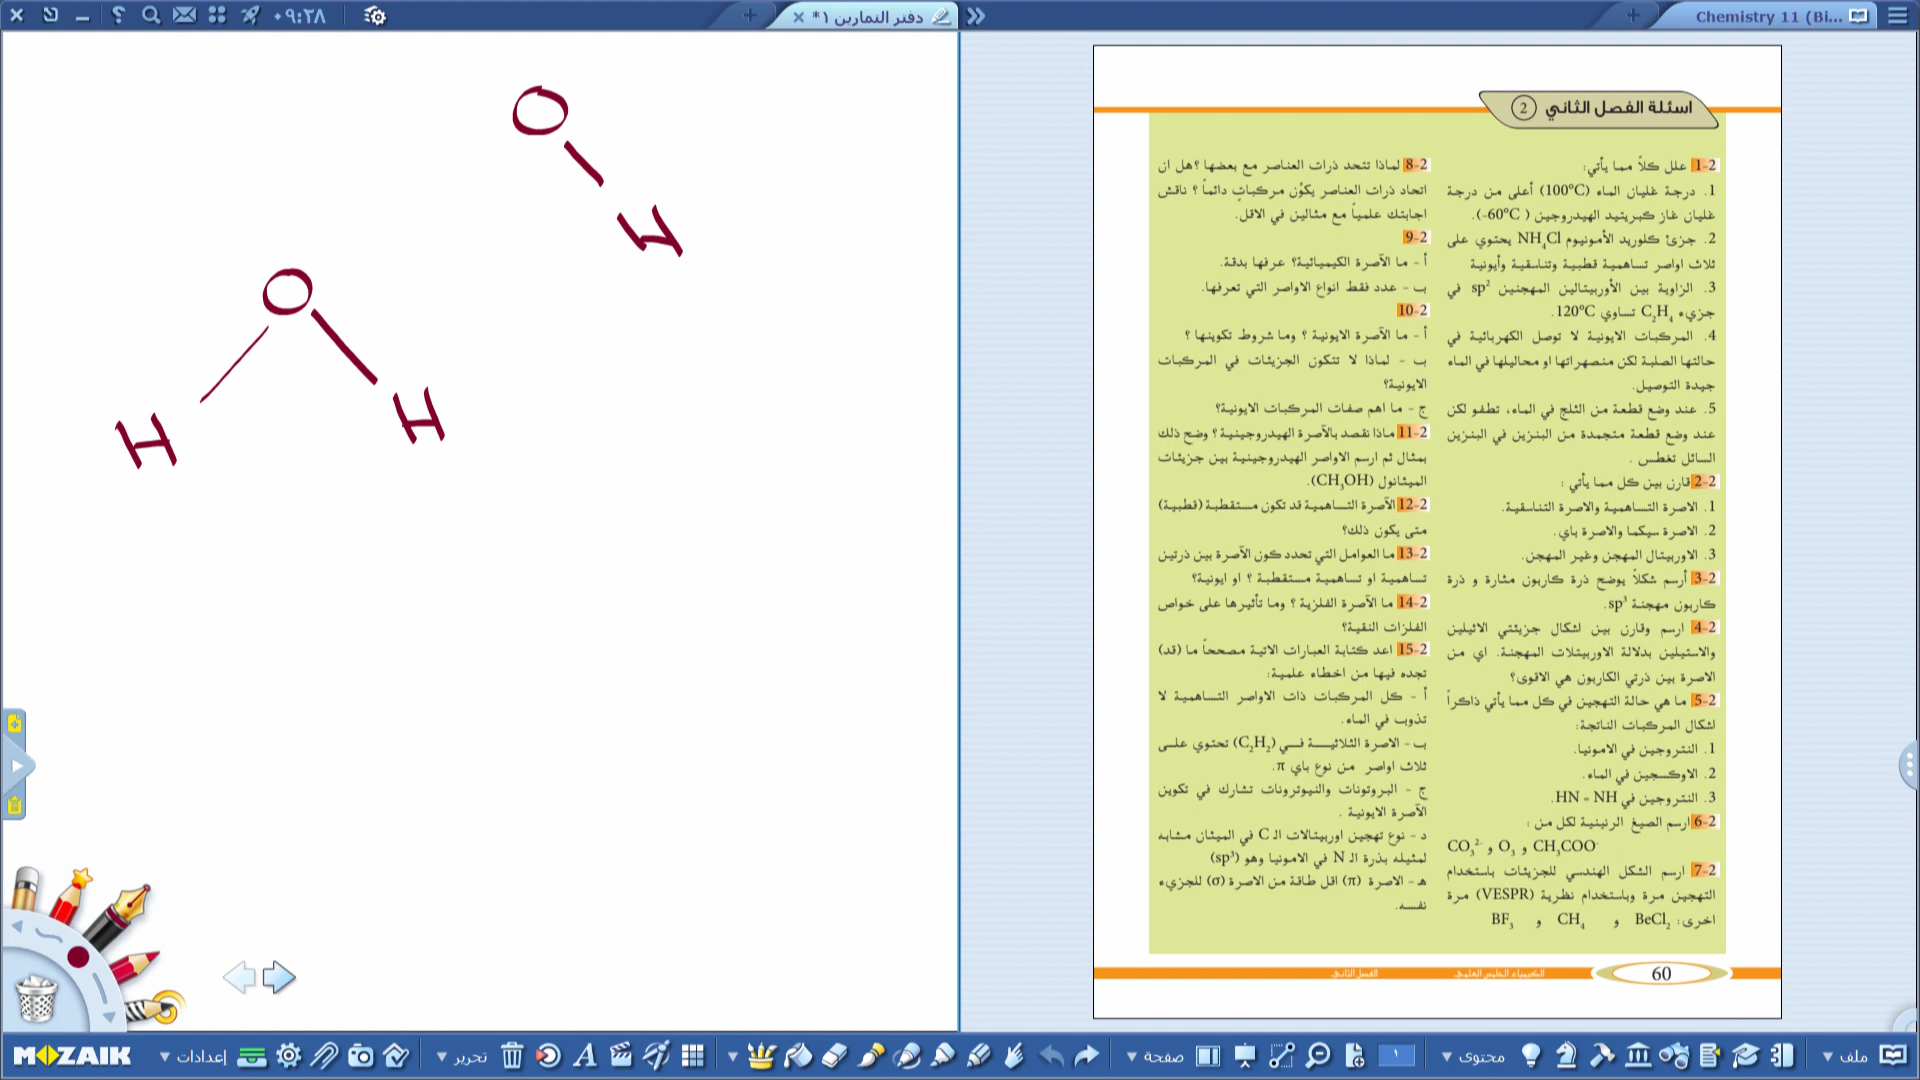 ٠٩:٢٨
دفتر التمارين ١*
Chemistry 11 (Bi...
O
H
O
H
H
اسئلة الفصل الثاني 2
1-2 علل كلاً مما يأتي:
1. درجة غليان الماء (100°C) أعلى من درجة
غليان غاز كبريتيد الهيدروجين ( 60°C-).
2. جزئ كلوريد الأمونيوم NH₄Cl يحتوي على
ثلاث اواصر تساهمية قطبية وتناسقية وأيونية
3. الزاوية بين الأوربيتالين المهجنين sp² في
جزيء C₂H₄ تساوي 120°C.
4. المركبات الايونية لا توصل الكهربائية في
حالتها الصلبة لكن منصهراتها او محاليلها في الماء
جيدة التوصيل.
5. عند وضع قطعة من الثلج في الماء، تطفو لكن
عند وضع قطعة متجمدة من البنزين في البنزين
السائل تغطس .
2-2 قارن بين كل مما يأتي :
1. الاصرة التساهمية والاصرة التناسقية.
2. الاصرة سيكما والاصرة باي.
3. الاوربيتال المهجن وغير المهجن.
3-2 أرسم شكلاً يوضح ذرة كاربون مثارة و ذرة
كاربون مهجنة sp³.
4-2 ارسم وقارن بين اشكال جزيئتي الاثيلين
والاستيلين بدلالة الاوربيتلات المهجنة. اي من
الاصرة بين ذرتي الكاربون هي الاقوى؟
5-2 ما هي حالة التهجين في كل مما يأتي ذاكراً
اشكال المركبات الناتجة:
1. النتروجين في الامونيا.
2. الاوكسجين في الماء.
3. النتروجين في HN = NH.
6-2 ارسم الصيغ الرنينية لكل من :
CH₃COO⁻ و O₃ و CO₃²⁻
7-2 ارسم الشكل الهندسي للجزيئات باستخدام
التهجين مرة وباستخدام نظرية (VESPR) مرة
اخرى: BeCl₂ و CH₄ و BF₃
8-2 لماذا تتحد ذرات العناصر مع بعضها ؟ هل ان
اتحاد ذرات العناصر يكوّن مركباتٍ دائماً ؟ ناقش
اجابتك علمياً مع مثالين في الاقل.
9-2
أ - ما الآصرة الكيميائية؟ عرفها بدقة.
ب - عدد فقط انواع الاواصر التي تعرفها.
10-2
أ - ما الآصرة الايونية ؟ وما شروط تكوينها ؟
ب - لماذا لا تتكون الجزيئات في المركبات
الايونية؟
ج - ما اهم صفات المركبات الايونية؟
11-2 ماذا نقصد بالآصرة الهيدروجينية ؟ وضح ذلك
بمثال ثم ارسم الاواصر الهيدروجينية بين جزيئات
الميثانول (CH₃OH).
12-2 الآصرة التساهمية قد تكون مستقطبة (قطبية)
متى يكون ذلك؟
13-2 ما العوامل التي تحدد كون الآصرة بين ذرتين
تساهمية او تساهمية مستقطبة ؟ او ايونية؟
14-2 ما الآصرة الفلزية ؟ وما تأثيرها على خواص
الفلزات النقية؟
15-2 اعد كتابة العبارات الاتية مصححاً ما (قد)
تجده فيها من اخطاء علمية:
أ - كل المركبات ذات الاواصر التساهمية لا
تذوب في الماء.
ب - الاصرة الثلاثيـــة فـــي (C₂H₂) تحتوي علـى
ثلاث اواصر من نوع باي π.
ج - البروتونات والنيوترونات تشارك في تكوين
الآصرة الايونية .
د - نوع تهجين اوربيتالات الـ C في الميثان مشابه
لمثيله بذرة الـ N في الامونيا وهو (sp³)
هـ - الاصرة (π) اقل طاقة من الاصرة (σ) للجزيء
نفسه.
60
الكيمياء الخامس العلمي
الفصل الثاني
MOZAIK
إعدادات
تحرير
صفحة
١
محتوى
ملف